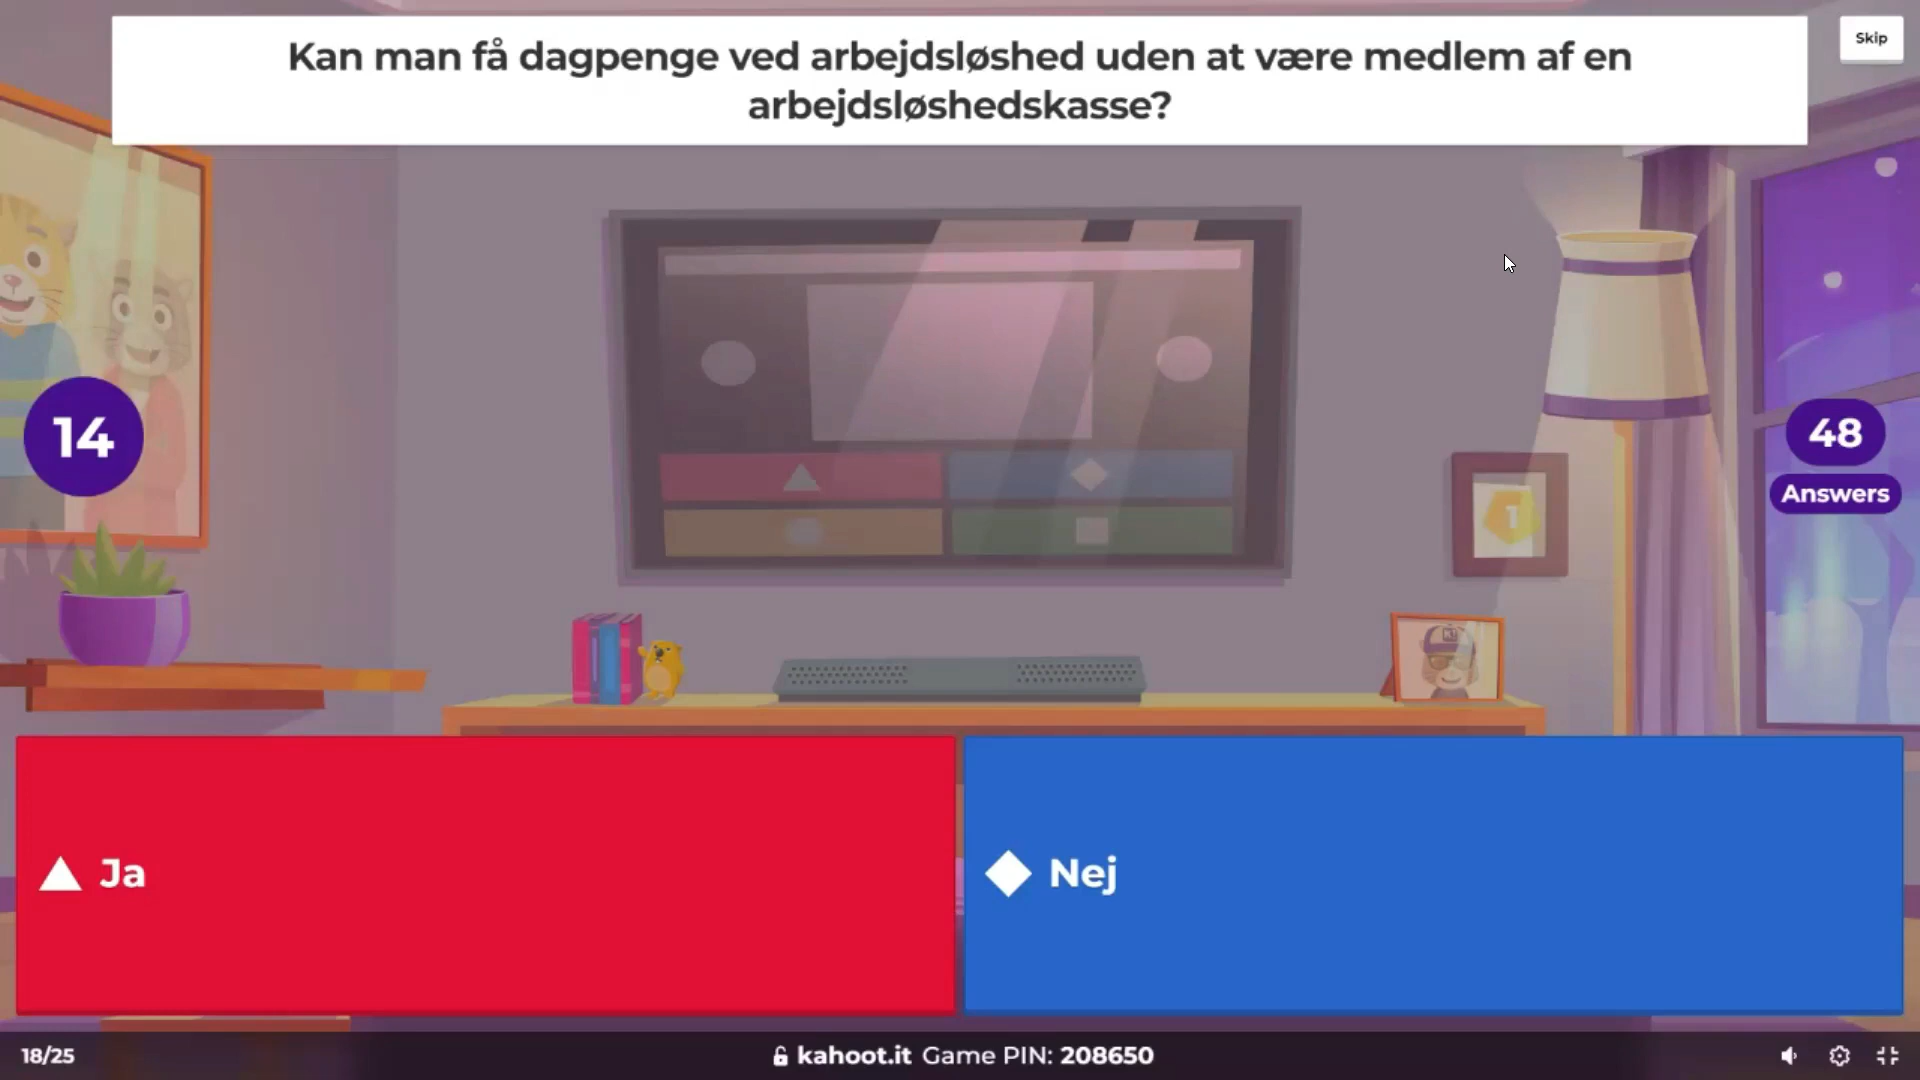 Kan man få dagpenge ved arbejdsløshed uden at være medlem af en
arbejdsløshedskasse?
Skip
14
48
Answers
Ja
Nej
18/25
kahoot.it Game PIN: 208650